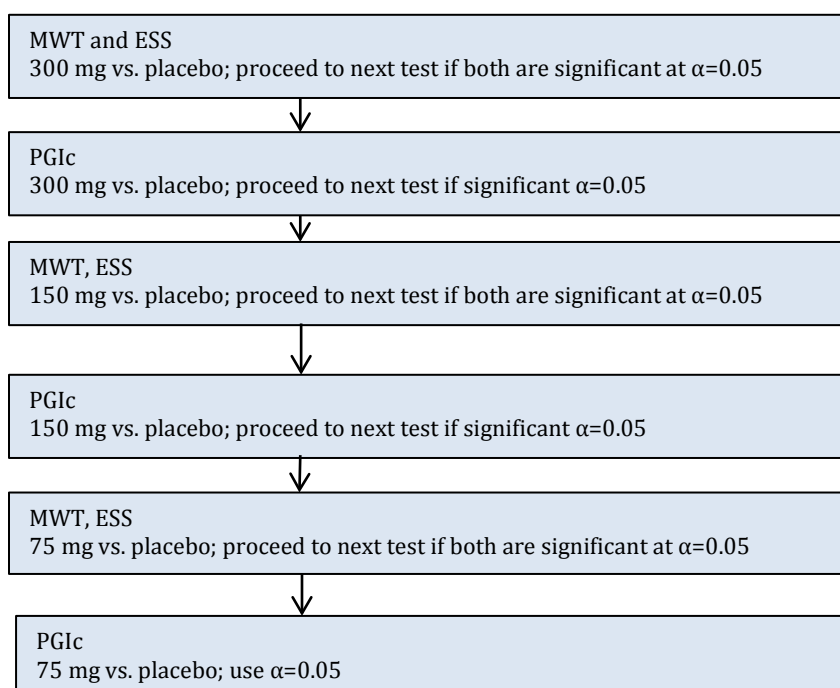 MWT and ESS
300 mg vs. placebo; proceed to next test if both are significant at α=0.05
PGIc
300 mg vs. placebo; proceed to next test if significant α=0.05
MWT, ESS
150 mg vs. placebo; proceed to next test if both are significant at α=0.05
PGIc
150 mg vs. placebo; proceed to next test if significant α=0.05
MWT, ESS
75 mg vs. placebo; proceed to next test if both are significant at α=0.05
PGIc
75 mg vs. placebo; use α=0.05